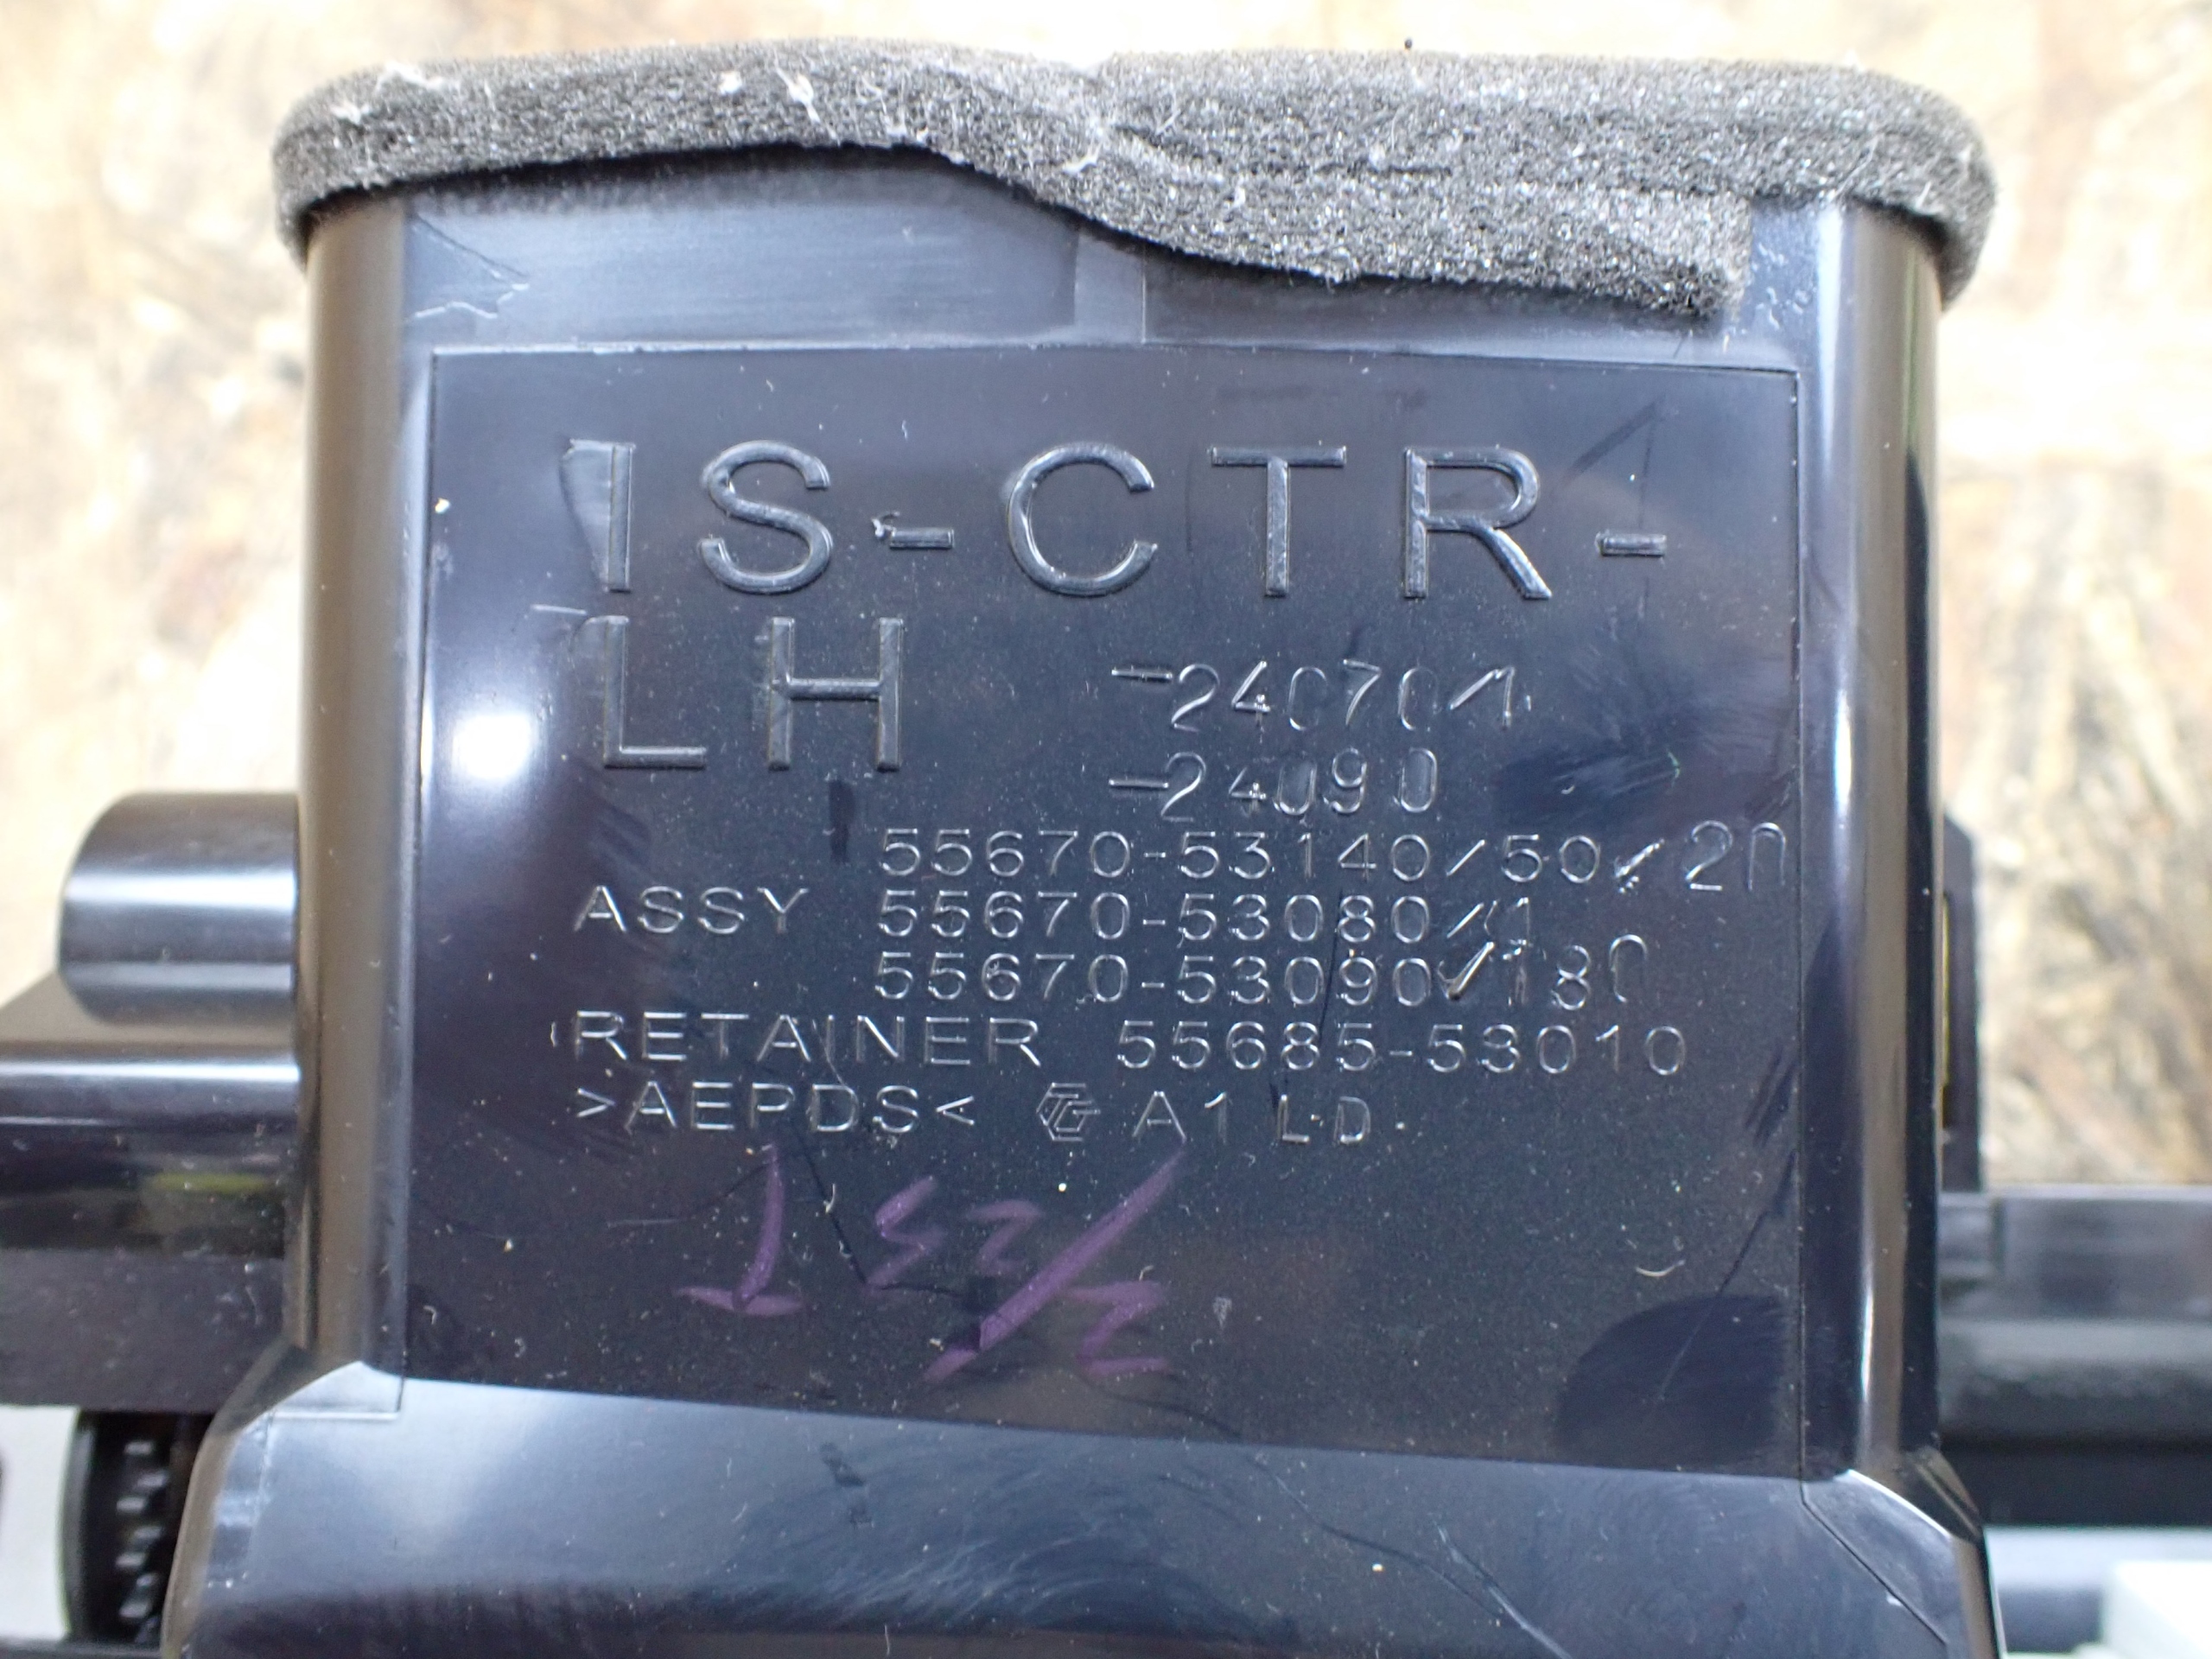 IS-CTR-
LH
-24070/1
-24090
55670-53140/50/20
ASSY 55670-53080/1
55670-53090/180
RETAINER 55685-53010
>AEPDS< TG A1 L.D.